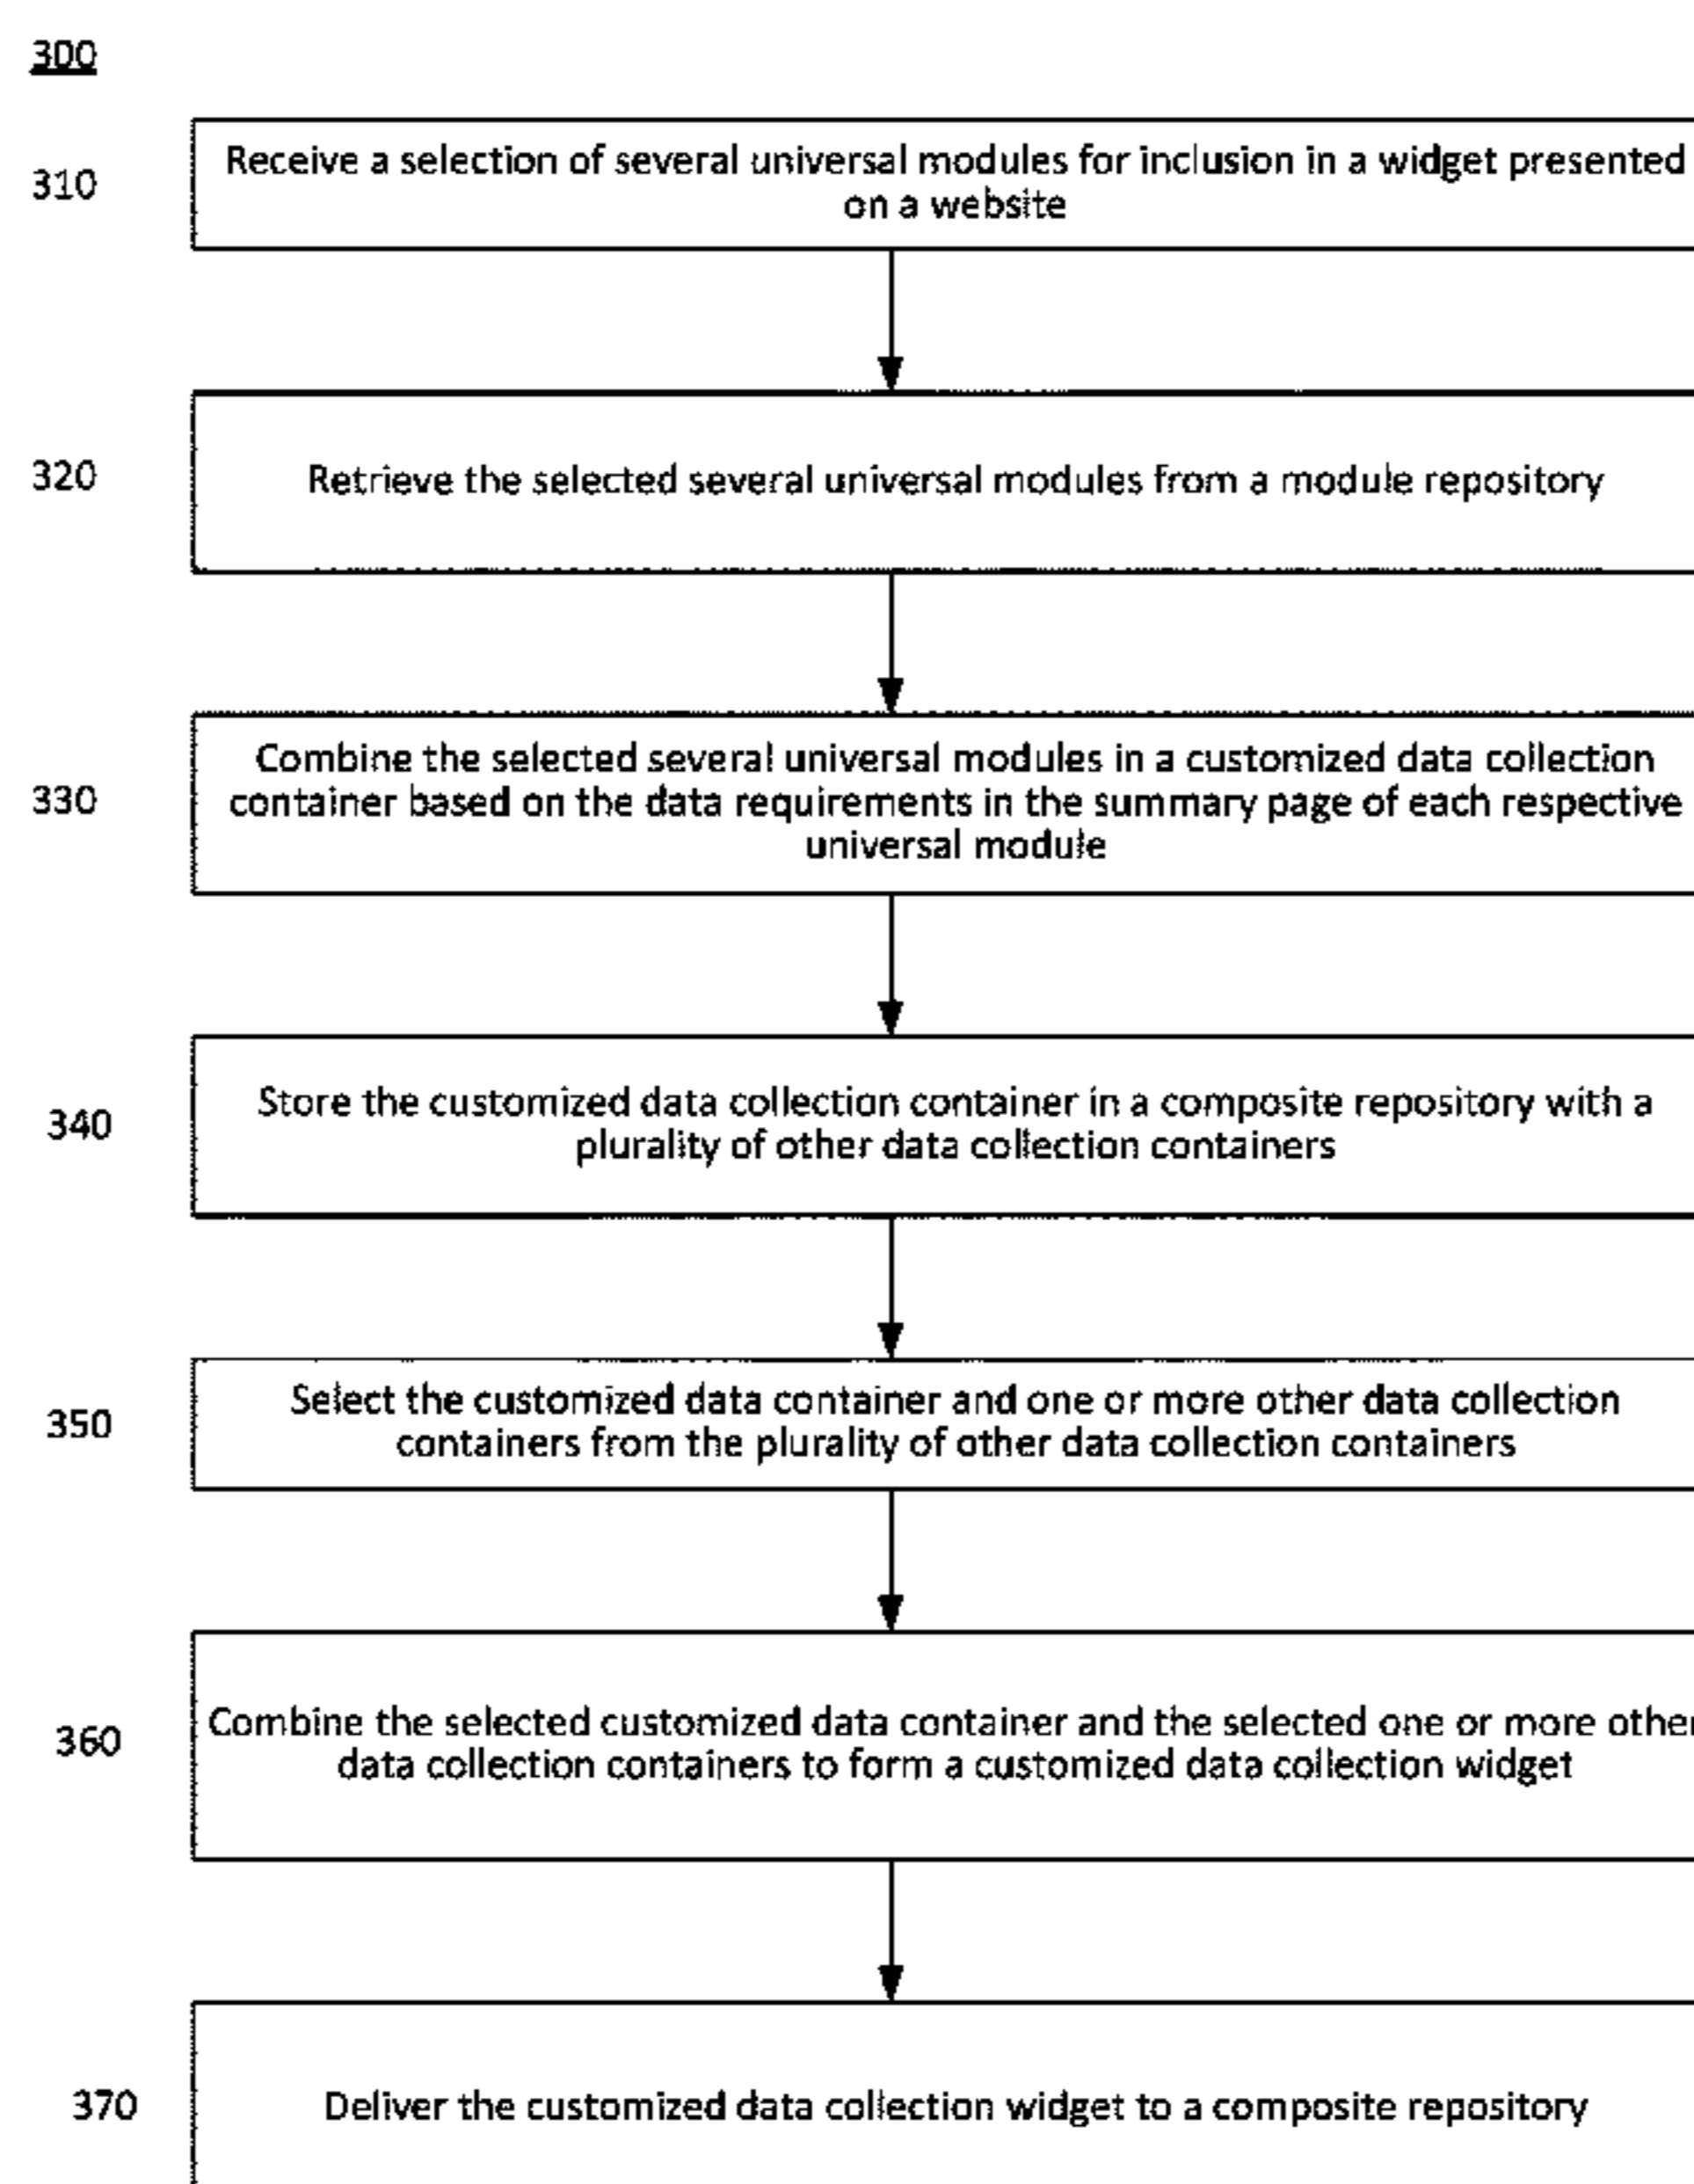 300
310
Receive a selection of several universal modules for inclusion in a widget presented
on a website
320
Retrieve the selected several universal modules from a module repository
330
Combine the selected several universal modules in a customized data collection
container based on the data requirements in the summary page of each respective
universal module
340
Store the customized data collection container in a composite repository with a
plurality of other data collection containers
350
Select the customized data container and one or more other data collection
containers from the plurality of other data collection containers
360
Combine the selected customized data container and the selected one or more other
data collection containers to form a customized data collection widget
370
Deliver the customized data collection widget to a composite repository